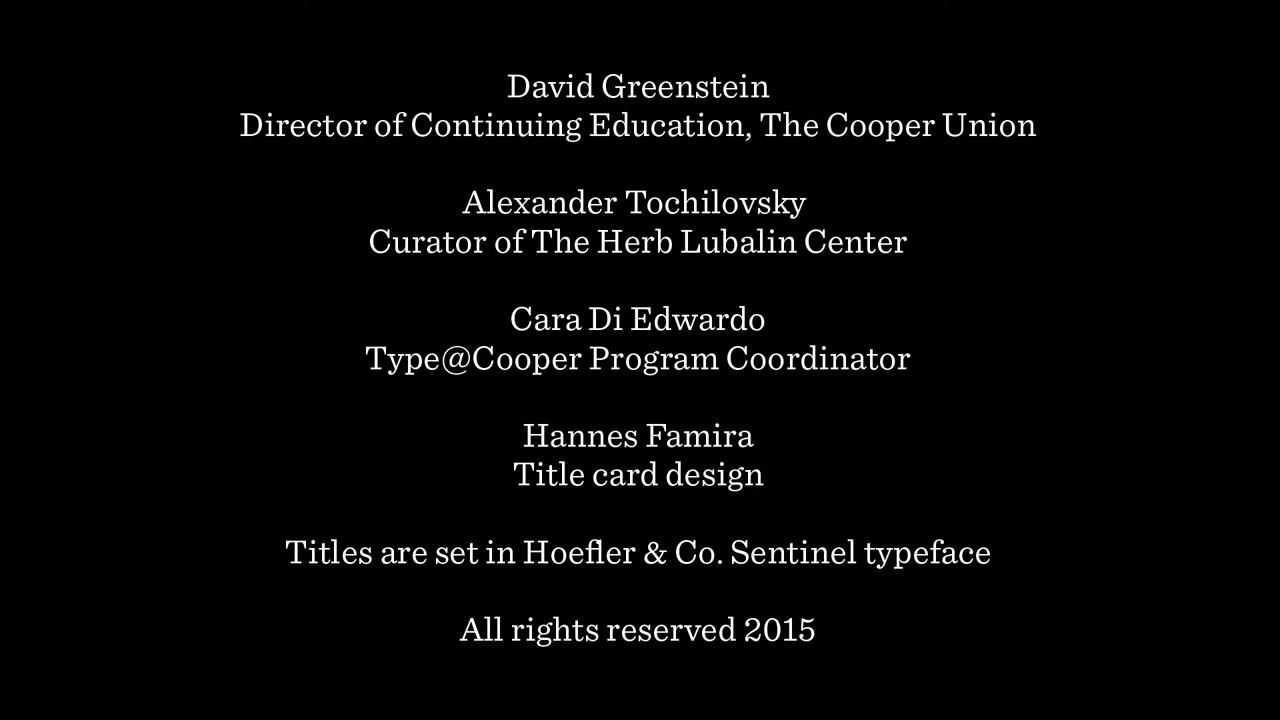 David Greenstein
Director of Continuing Education, The Cooper Union
Alexander Tochilovsky
Curator of The Herb Lubalin Center
Cara Di Edwardo
Type@Cooper Program Coordinator
Hannes Famira
Title card design
Titles are set in Hoefler & Co. Sentinel typeface
All rights reserved 2015